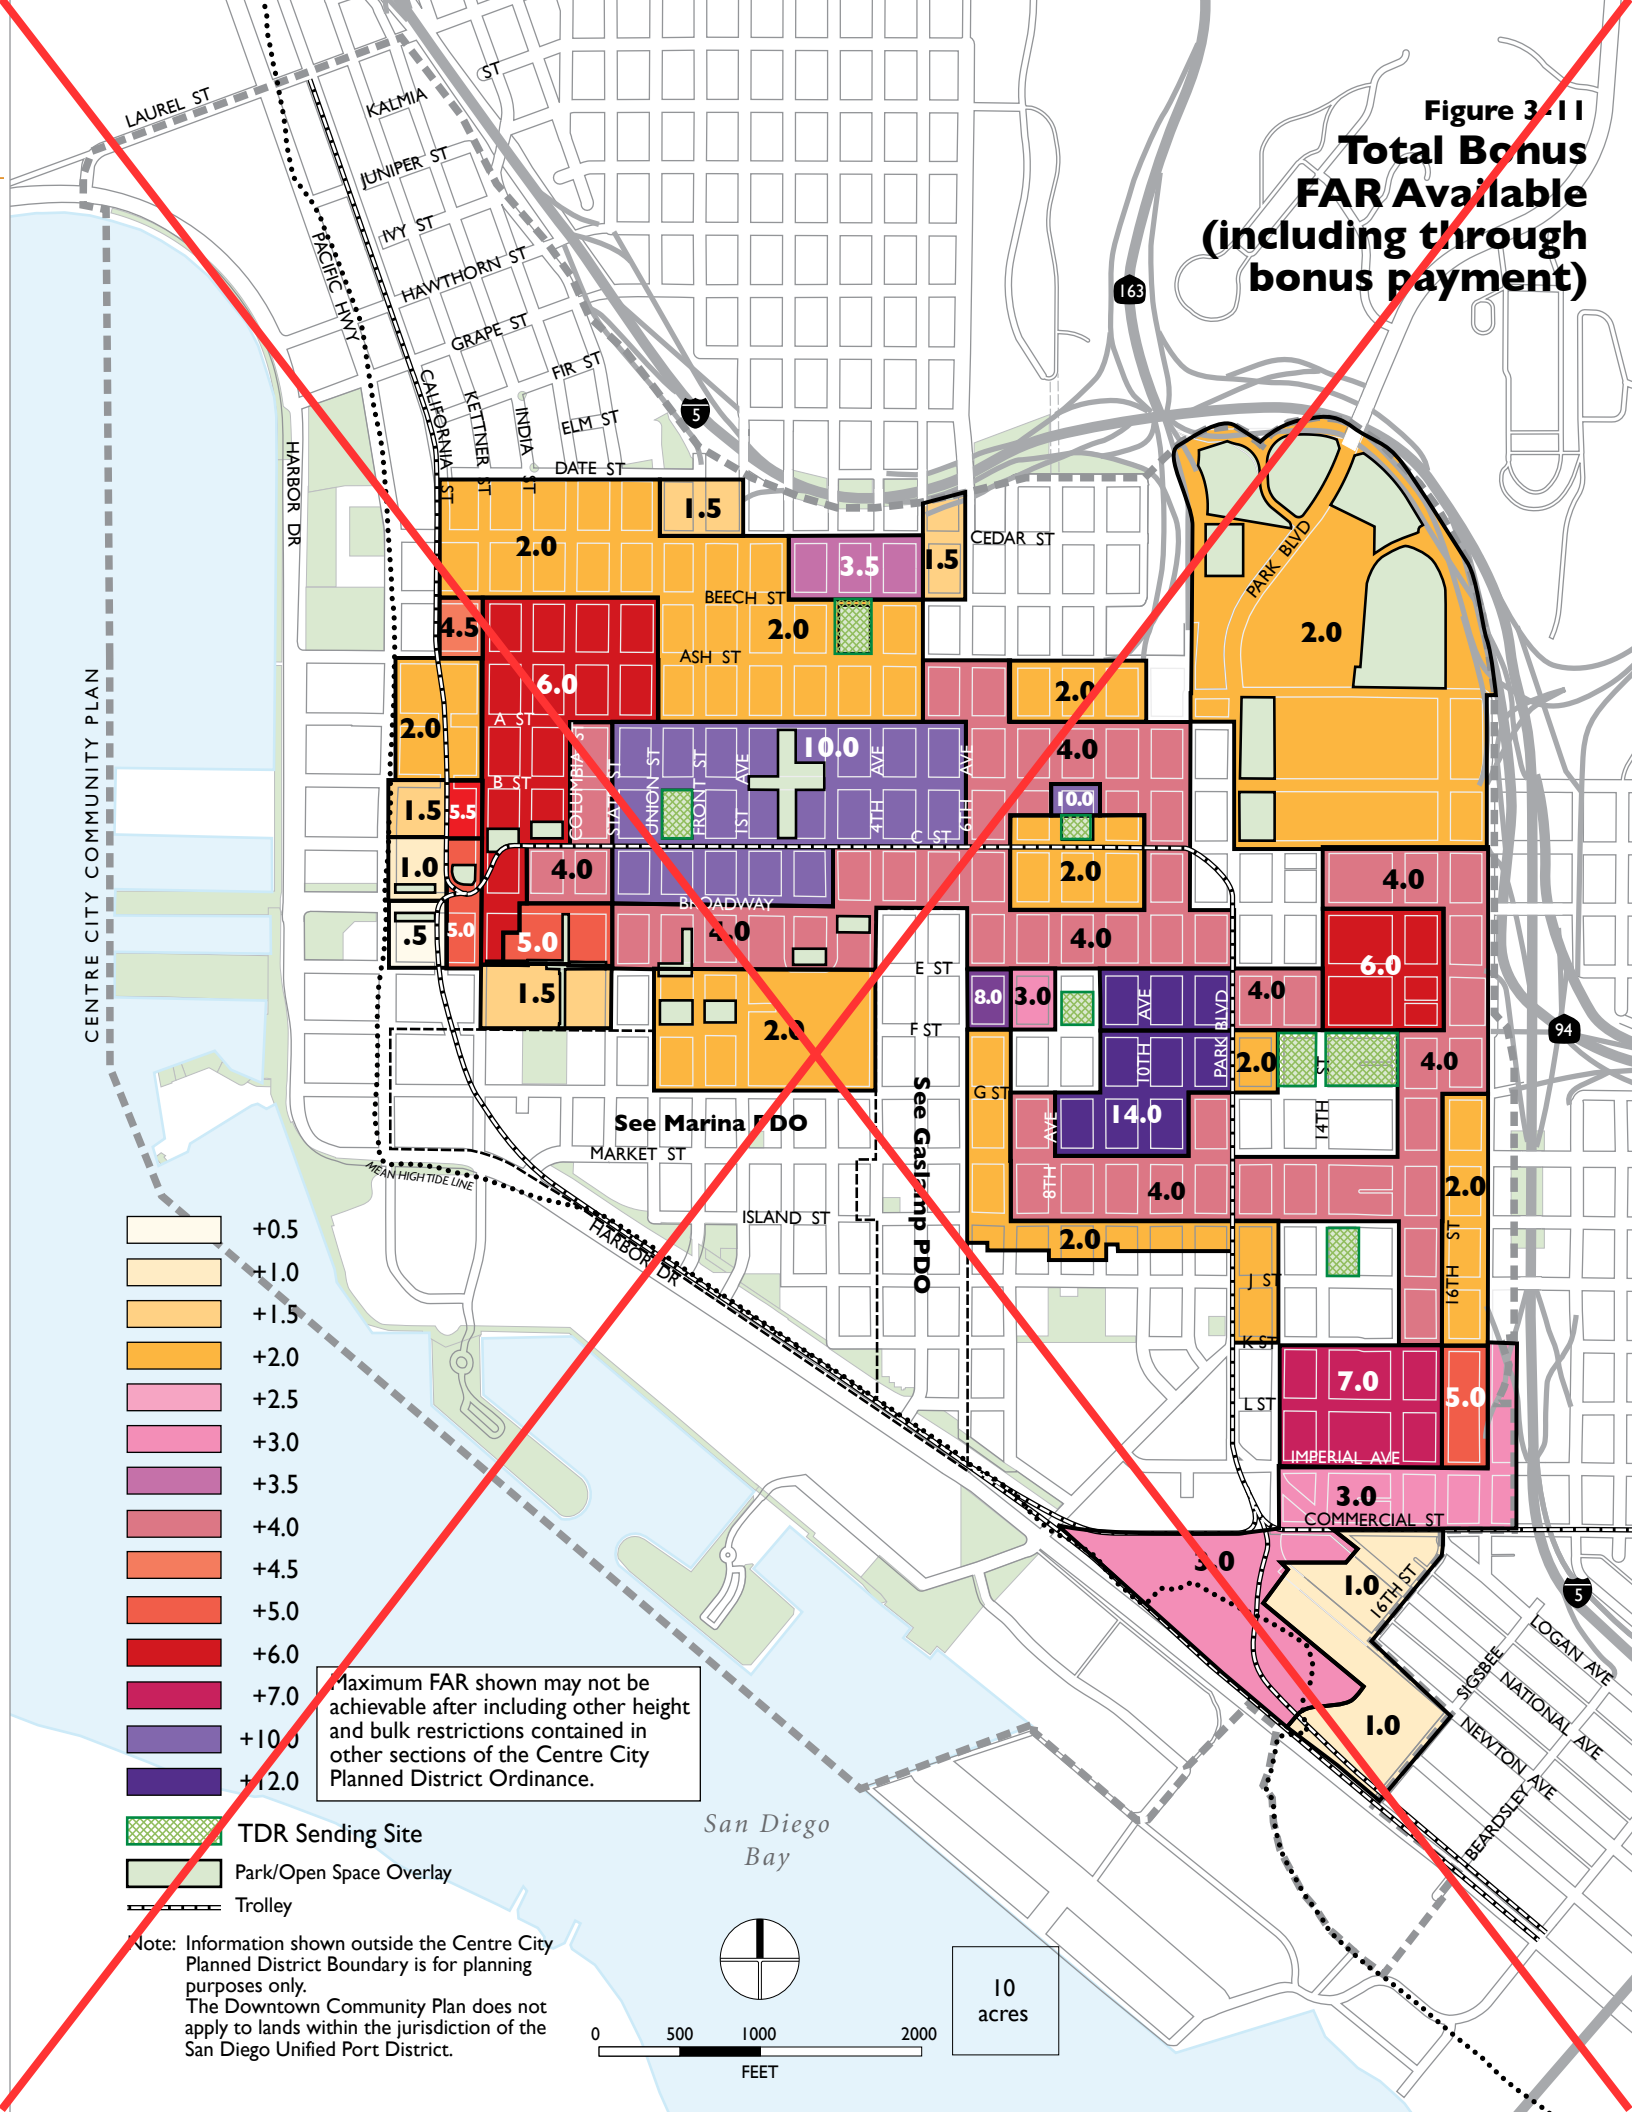 Figure 3-11
Total Bonus
FAR Available
(including through
bonus payment)
LAUREL ST
ST
KALMIA
JUNIPER ST
IVY ST
HAWTHORN ST
GRAPE ST
FIR ST
ELM ST
DATE ST
PACIFIC HWY
CALIFORNIA ST
KETTNER ST
INDIA ST
HARBOR DR
5
163
CENTRE CITY COMMUNITY PLAN
1.5
2.0
3.5
1.5
CEDAR ST
BEECH ST
PARK BLVD
4.5
2.0
2.0
ASH ST
6.0
2.0
A ST
2.0
10.0
4.0
COLUMBIA ST
STATE ST
UNION ST
FRONT ST
1ST AVE
4TH AVE
6TH AVE
B ST
1.5
5.5
10.0
C ST
1.0
4.0
2.0
4.0
BROADWAY
.5
5.0
5.0
4.0
4.0
6.0
E ST
1.5
8.0
3.0
AVE
4.0
F ST
2.0
10TH
PARK BLVD
2.0
ST
4.0
94
G ST
See Marina PDO
See Gaslamp PDO
14.0
14TH
AVE
MARKET ST
MEAN HIGH TIDE LINE
8TH
4.0
2.0
ISLAND ST
HARBOR DR
2.0
16TH ST
J ST
K ST
7.0
5.0
L ST
IMPERIAL AVE
3.0
COMMERCIAL ST
3.0
1.0
16TH ST
5
LOGAN AVE
SIGSBEE
NATIONAL AVE
1.0
NEWTON AVE
BEARDSLEY
+0.5
+1.0
+1.5
+2.0
+2.5
+3.0
+3.5
+4.0
+4.5
+5.0
+6.0
+7.0
+10.0
+12.0
Maximum FAR shown may not be
achievable after including other height
and bulk restrictions contained in
other sections of the Centre City
Planned District Ordinance.
TDR Sending Site
Park/Open Space Overlay
Trolley
San Diego
Bay
Note: Information shown outside the Centre City
Planned District Boundary is for planning
purposes only.
The Downtown Community Plan does not
apply to lands within the jurisdiction of the
San Diego Unified Port District.
0 500 1000 2000
FEET
10
acres